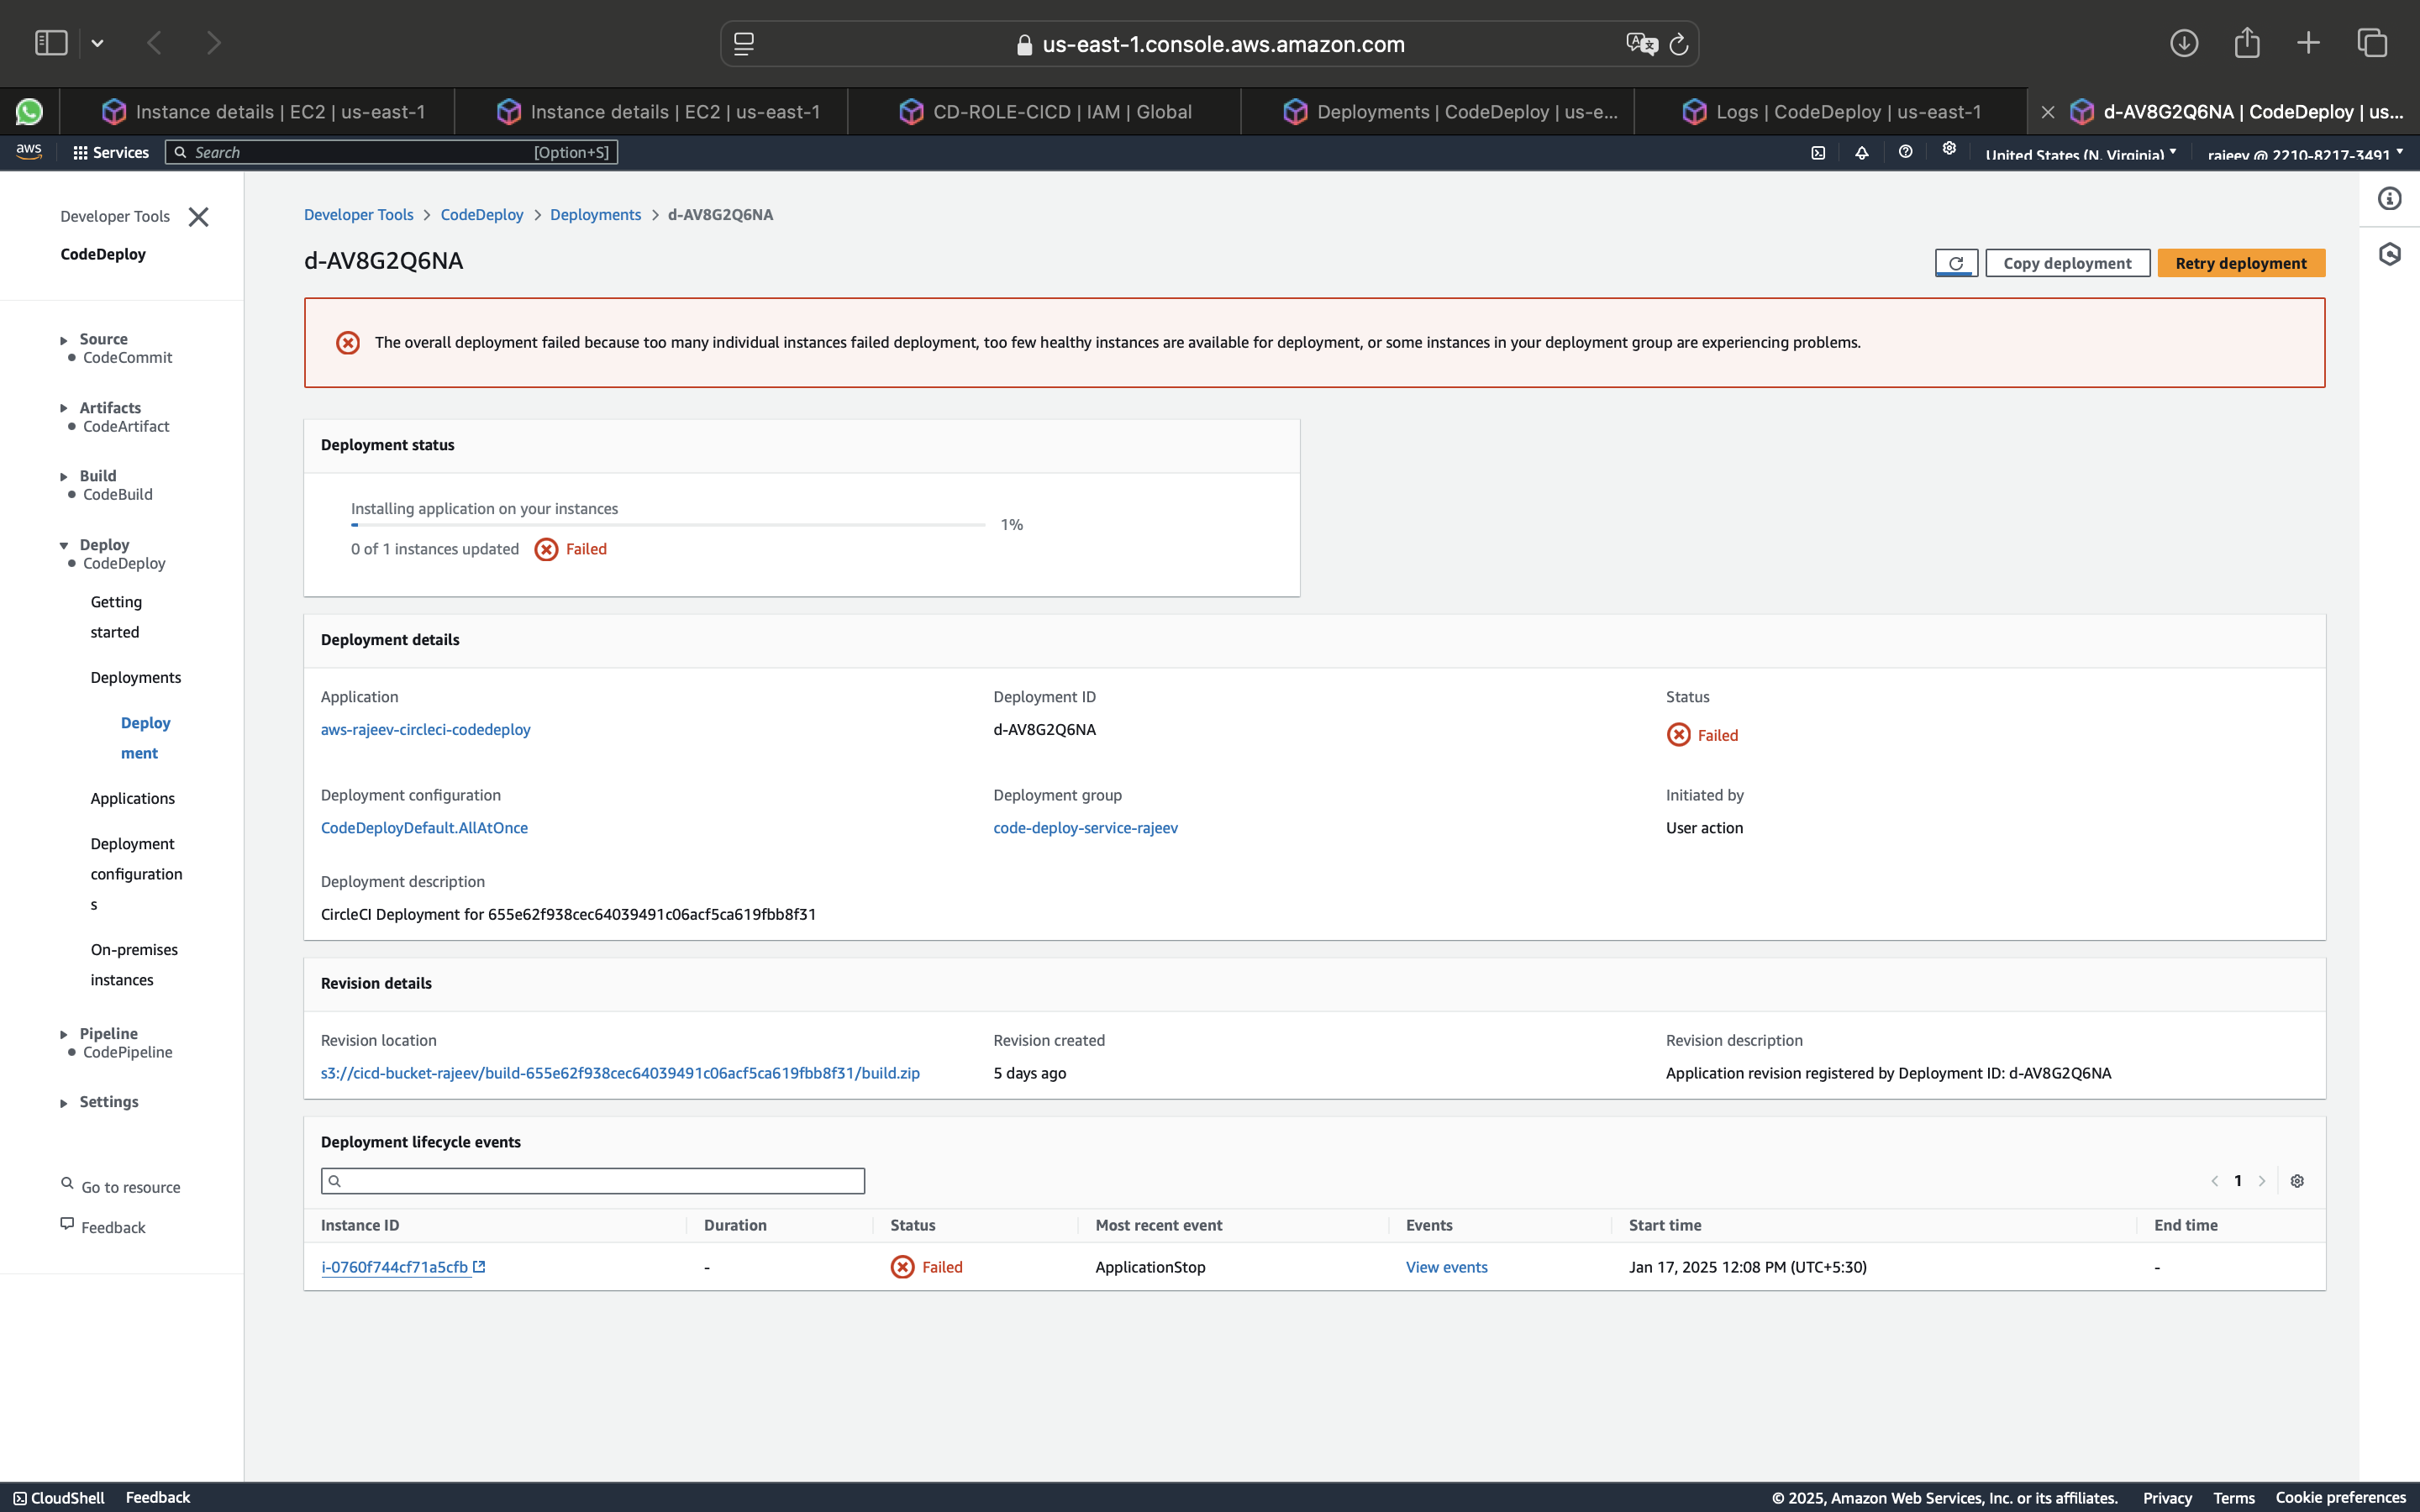 us-east-1.console.aws.amazon.com
Instance details | EC2 | us-east-1
Instance details | EC2 | us-east-1
CD-ROLE-CICD | IAM | Global
Deployments | CodeDeploy | us-e...
Logs | CodeDeploy | us-east-1
d-AV8G2Q6NA | CodeDeploy | us...
aws
Services
Search
[Option+S]
United States (N. Virginia)
rajeev @ 2210-8217-3491
Developer Tools
CodeDeploy
Source
CodeCommit
Artifacts
CodeArtifact
Build
CodeBuild
Deploy
CodeDeploy
Getting
started
Deployments
Deploy
ment
Applications
Deployment
configuration
s
On-premises
instances
Pipeline
CodePipeline
Settings
Go to resource
Feedback
Developer Tools > CodeDeploy > Deployments > d-AV8G2Q6NA
d-AV8G2Q6NA
Copy deployment
Retry deployment
The overall deployment failed because too many individual instances failed deployment, too few healthy instances are available for deployment, or some instances in your deployment group are experiencing problems.
Deployment status
Installing application on your instances
1%
0 of 1 instances updated
Failed
Deployment details
Application
aws-rajeev-circleci-codedeploy
Deployment ID
d-AV8G2Q6NA
Status
Failed
Deployment configuration
CodeDeployDefault.AllAtOnce
Deployment group
code-deploy-service-rajeev
Initiated by
User action
Deployment description
CircleCI Deployment for 655e62f938cec64039491c06acf5ca619fbb8f31
Revision details
Revision location
s3://cicd-bucket-rajeev/build-655e62f938cec64039491c06acf5ca619fbb8f31/build.zip
Revision created
5 days ago
Revision description
Application revision registered by Deployment ID: d-AV8G2Q6NA
Deployment lifecycle events
1
Instance ID
Duration
Status
Most recent event
Events
Start time
End time
i-0760f744cf71a5cfb
-
Failed
ApplicationStop
View events
Jan 17, 2025 12:08 PM (UTC+5:30)
-
CloudShell
Feedback
© 2025, Amazon Web Services, Inc. or its affiliates.
Privacy
Terms
Cookie preferences